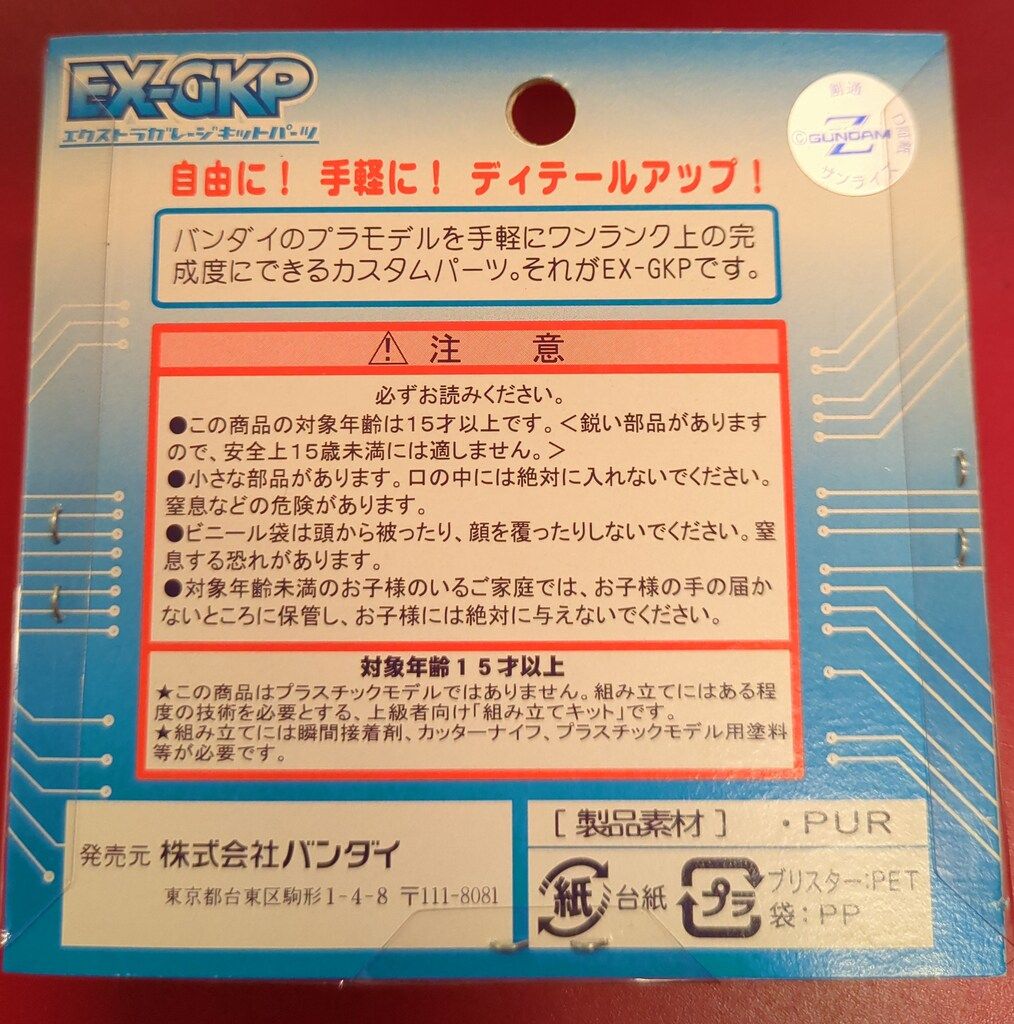 EX-GKP
エクストラガレージキットパーツ
©GUNDAM
Z
サンライズ
自由に! 手軽に! ディテールアップ!
バンダイのプラモデルを手軽にワンランク上の完
成度にできるカスタムパーツ。それがEX-GKPです。
⚠ 注 意
必ずお読みください。
●この商品の対象年齢は15才以上です。<鋭い部品があります
ので、安全上15歳未満には適しません。>
●小さな部品があります。口の中には絶対に入れないでください。
窒息などの危険があります。
●ビニール袋は頭から被ったり、顔を覆ったりしないでください。窒
息する恐れがあります。
●対象年齢未満のお子様のいるご家庭では、お子様の手の届か
ないところに保管し、お子様には絶対に与えないでください。
対象年齢15才以上
★この商品はプラスチックモデルではありません。組み立てにはある程
度の技術を必要とする、上級者向け「組み立てキット」です。
★組み立てには瞬間接着剤、カッターナイフ、プラスチックモデル用塗料
等が必要です。
発売元 株式会社バンダイ
東京都台東区駒形1-4-8 〒111-8081
[製品素材] ・PUR
紙 台紙
プラ ブリスター:PET
袋:PP